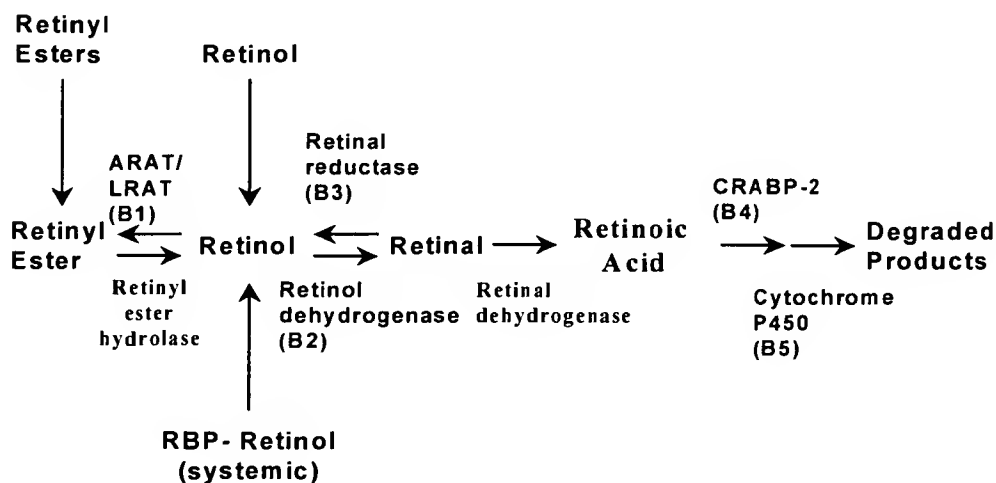 Retinyl
Esters
Retinol
ARAT/
LRAT
(B1)
Retinal
reductase
(B3)
CRABP-2
(B4)
Retinyl
Ester
Retinol
Retinal
Retinoic
Acid
Degraded
Products
Retinyl
ester
hydrolase
Retinol
dehydrogenase
(B2)
Retinal
dehydrogenase
Cytochrome
P450
(B5)
RBP- Retinol
(systemic)